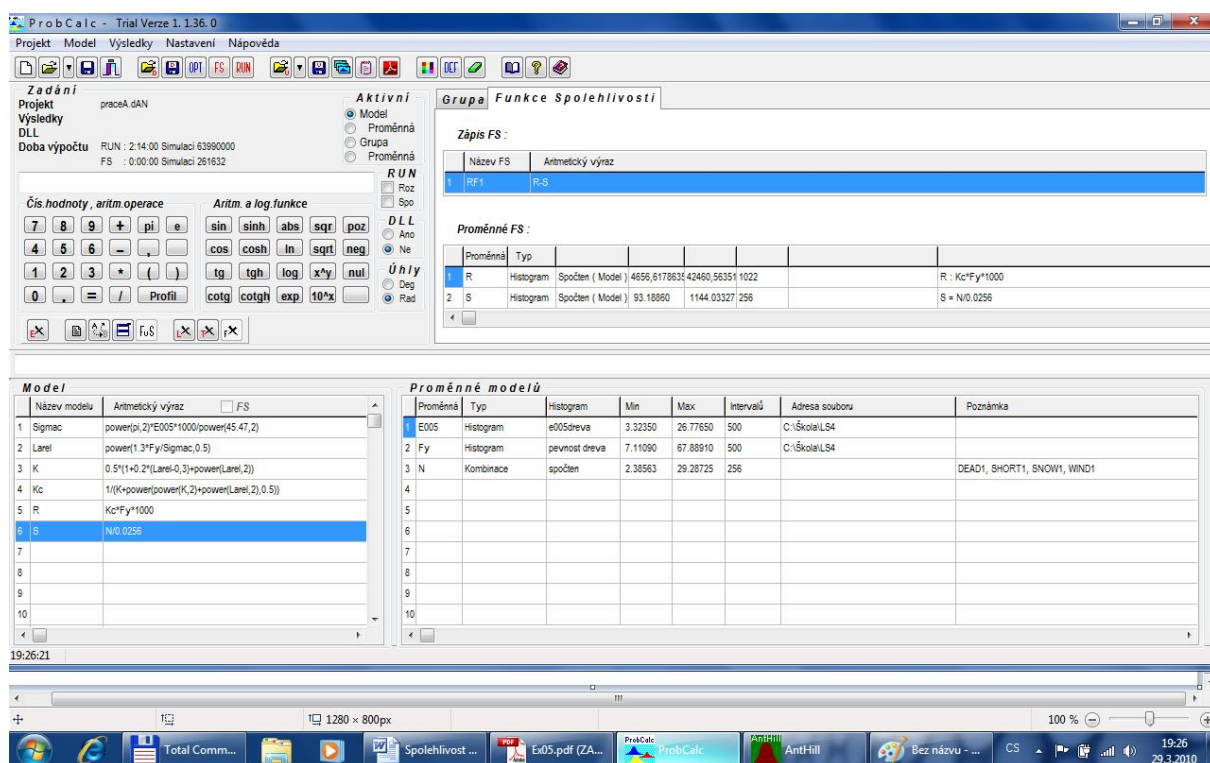 ProbCalc - Trial Verze 1. 1.36. 0
Projekt Model Výsledky Nastavení Nápověda
OPT FS RUN DEF
Zadání
Projekt praceA.dAN
Výsledky
DLL
Doba výpočtu RUN : 2:14:00 Simulací 63990000
FS : 0:00:00 Simulací 261632
Aktivní
Model
Proměnná
Grupa
Proměnná
RUN
Roz
Spo
DLL
Ano
Ne
Úhly
Deg
Rad
Čís.hodnoty , aritm.operace
7 8 9 + pi e
4 5 6 - ,
1 2 3 * ( )
0 . = / Profil
Aritm. a log.funkce
sin sinh abs sqr poz
cos cosh ln sqrt neg
tg tgh log x^y nul
cotg cotgh exp 10^x
Grupa Funkce Spolehlivosti
Zápis FS :
Název FS Aritmetický výraz
1 RF1 R-S
Proměnné FS :
Proměnná Typ
1 R Histogram Spočten ( Model ) 4656,6178635 42460,56351 1022 R : Kc*Fy*1000
2 S Histogram Spočten ( Model ) 93.18860 1144.03327 256 S = N/0.0256
Model
Název modelu Aritmetický výraz FS
1 Sigmac power(pi,2)*E005*1000/power(45.47,2)
2 Larel power(1.3*Fy/Sigmac,0.5)
3 K 0.5*(1+0.2*(Larel-0,3)+power(Larel,2))
4 Kc 1/(K+power(power(K,2)+power(Larel,2),0.5))
5 R Kc*Fy*1000
6 S N/0.0256
7
8
9
10
Proměnné modelů
Proměnná Typ Histogram Min Max Intervalů Adresa souboru Poznámka
1 E005 Histogram e005dreva 3.32350 26.77650 500 C:\Škola\LS4
2 Fy Histogram pevnost dreva 7.11090 67.88910 500 C:\Škola\LS4
3 N Kombinace spočten 2.38563 29.28725 256 DEAD1, SHORT1, SNOW1, WIND1
4
5
6
7
8
9
10
19:26:21
1280 × 800px 100 %
Total Comm... Spolehlivost ... Ex05.pdf (ZA... ProbCalc AntHill Bez názvu - ... CS 19:26
29.3.2010